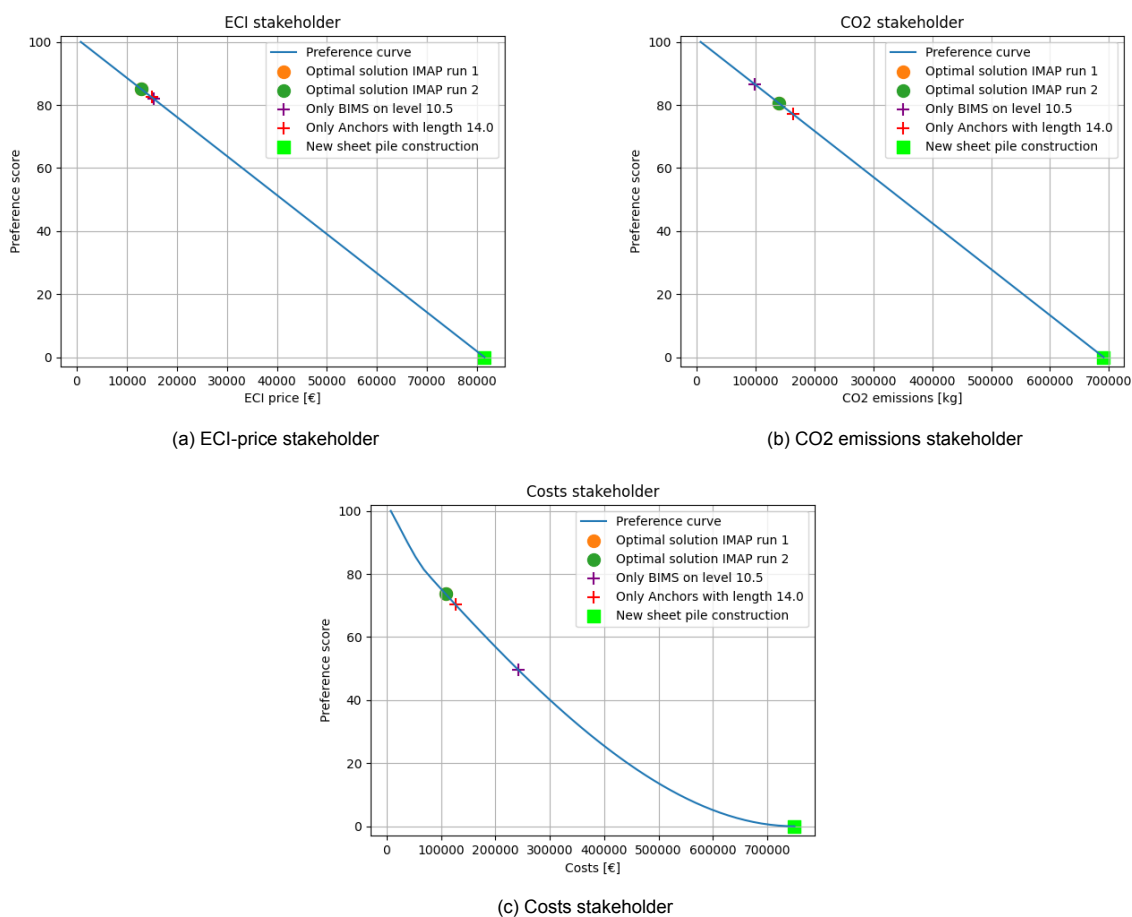 ECI stakeholder
100
80
60
40
20
0
Preference score
Preference curve
Optimal solution IMAP run 1
Optimal solution IMAP run 2
Only BIMS on level 10.5
Only Anchors with length 14.0
New sheet pile construction
0 10000 20000 30000 40000 50000 60000 70000 80000
ECI price [€]
(a) ECI-price stakeholder
CO2 stakeholder
100
80
60
40
20
0
Preference score
Preference curve
Optimal solution IMAP run 1
Optimal solution IMAP run 2
Only BIMS on level 10.5
Only Anchors with length 14.0
New sheet pile construction
0 100000 200000 300000 400000 500000 600000 700000
CO2 emissions [kg]
(b) CO2 emissions stakeholder
Costs stakeholder
100
80
60
40
20
0
Preference score
Preference curve
Optimal solution IMAP run 1
Optimal solution IMAP run 2
Only BIMS on level 10.5
Only Anchors with length 14.0
New sheet pile construction
0 100000 200000 300000 400000 500000 600000 700000
Costs [€]
(c) Costs stakeholder